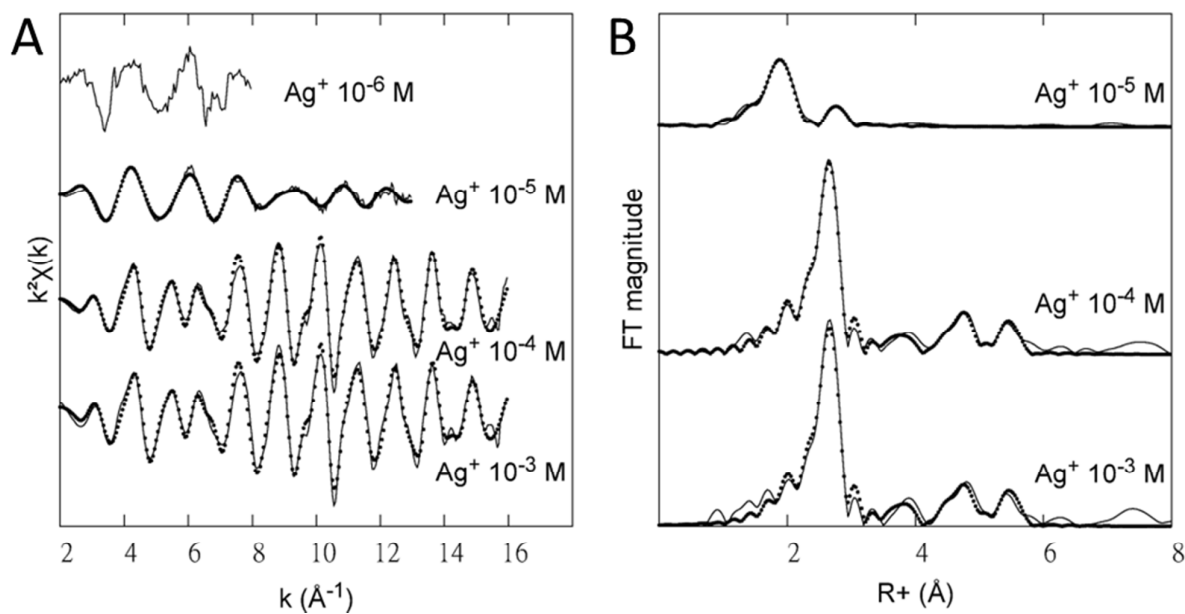 A
Ag⁺ 10⁻⁶ M
Ag⁺ 10⁻⁵ M
Ag⁺ 10⁻⁴ M
Ag⁺ 10⁻³ M
k²χ(k)
2 4 6 8 10 12 14 16
k (Å⁻¹)
B
Ag⁺ 10⁻⁵ M
Ag⁺ 10⁻⁴ M
Ag⁺ 10⁻³ M
FT magnitude
2 4 6 8
R+ (Å)